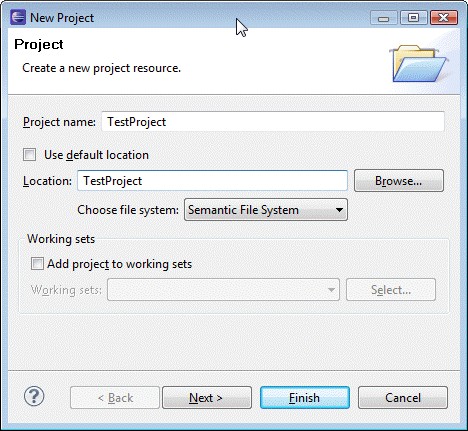 New Project
Project
Create a new project resource.
Project name: TestProject
Use default location
Location: TestProject Browse...
Choose file system: Semantic File System
Working sets
Add project to working sets
Working sets: Select...
? < Back Next > Finish Cancel